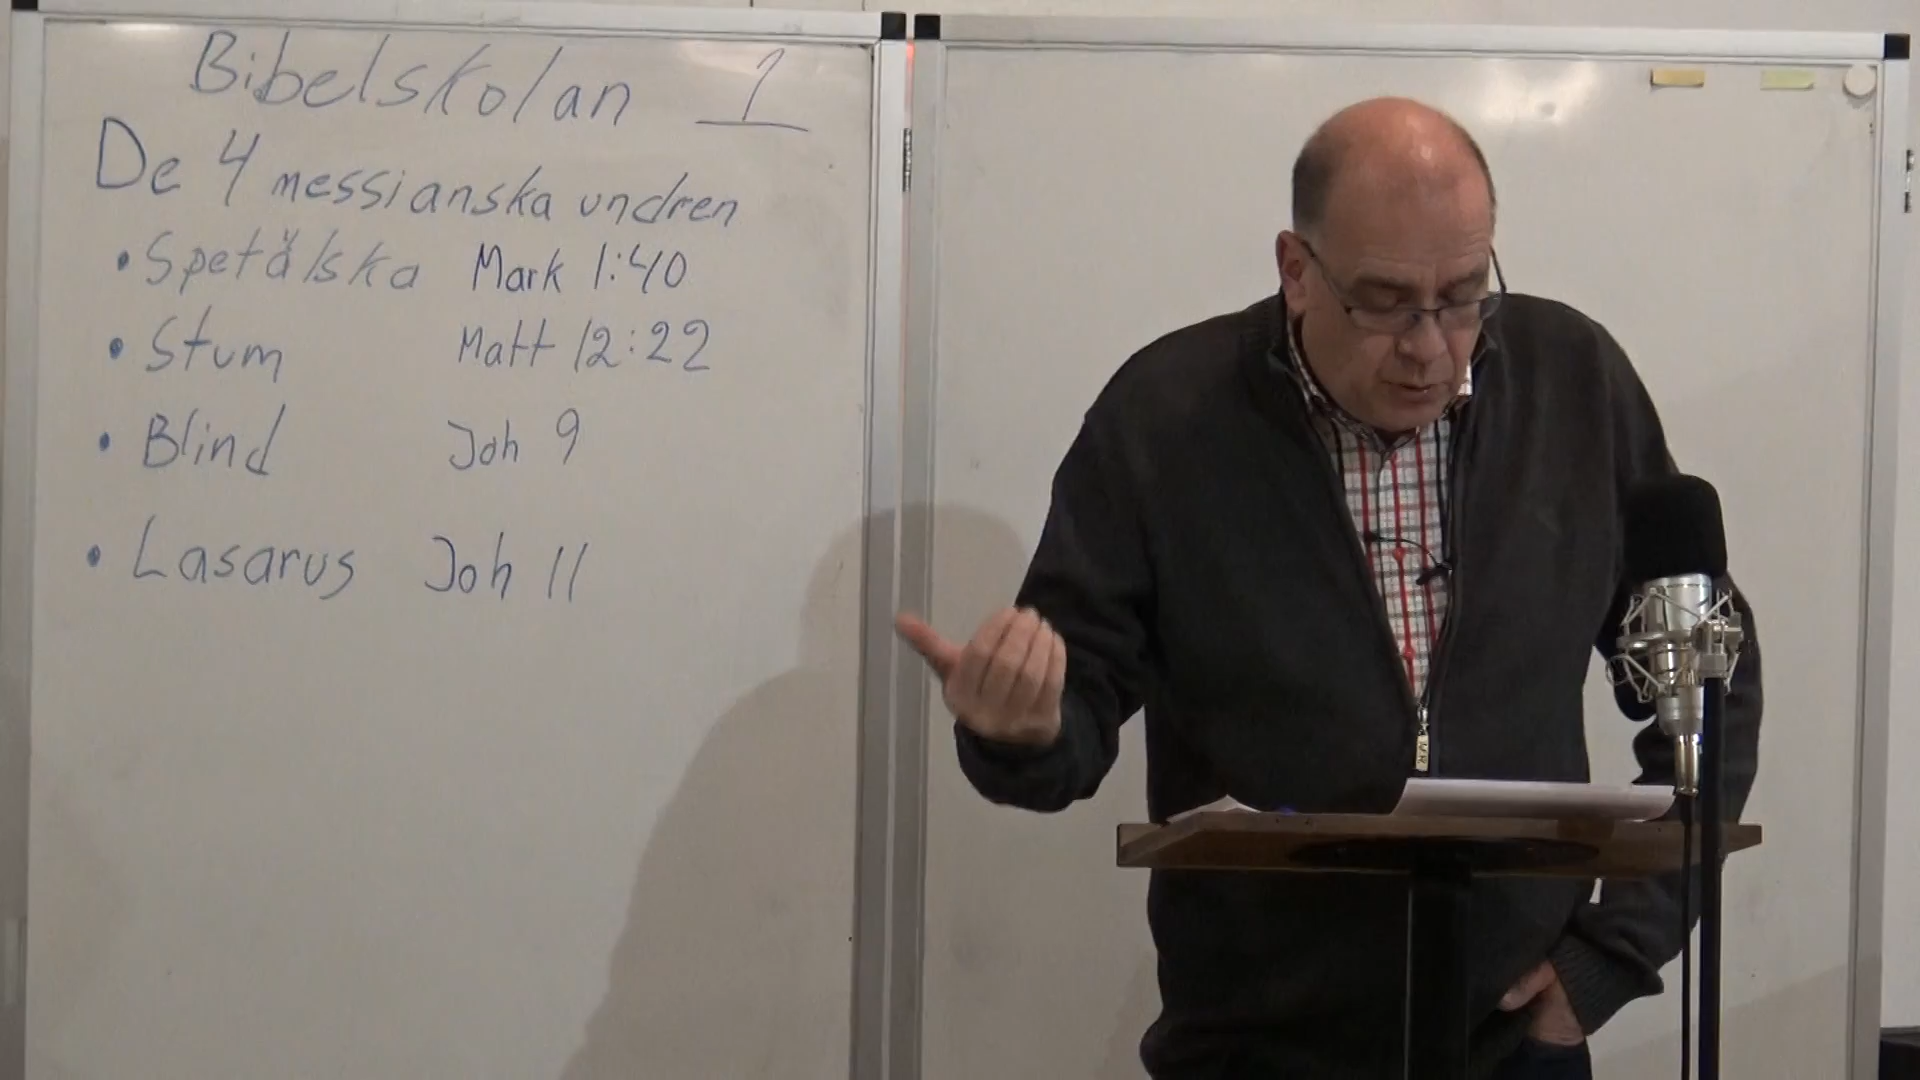 Bibelskolan 1
De 4 messianska undren
• Spetälska Mark 1:40
• Stum Matt 12:22
• Blind Joh 9
• Lasarus Joh 11